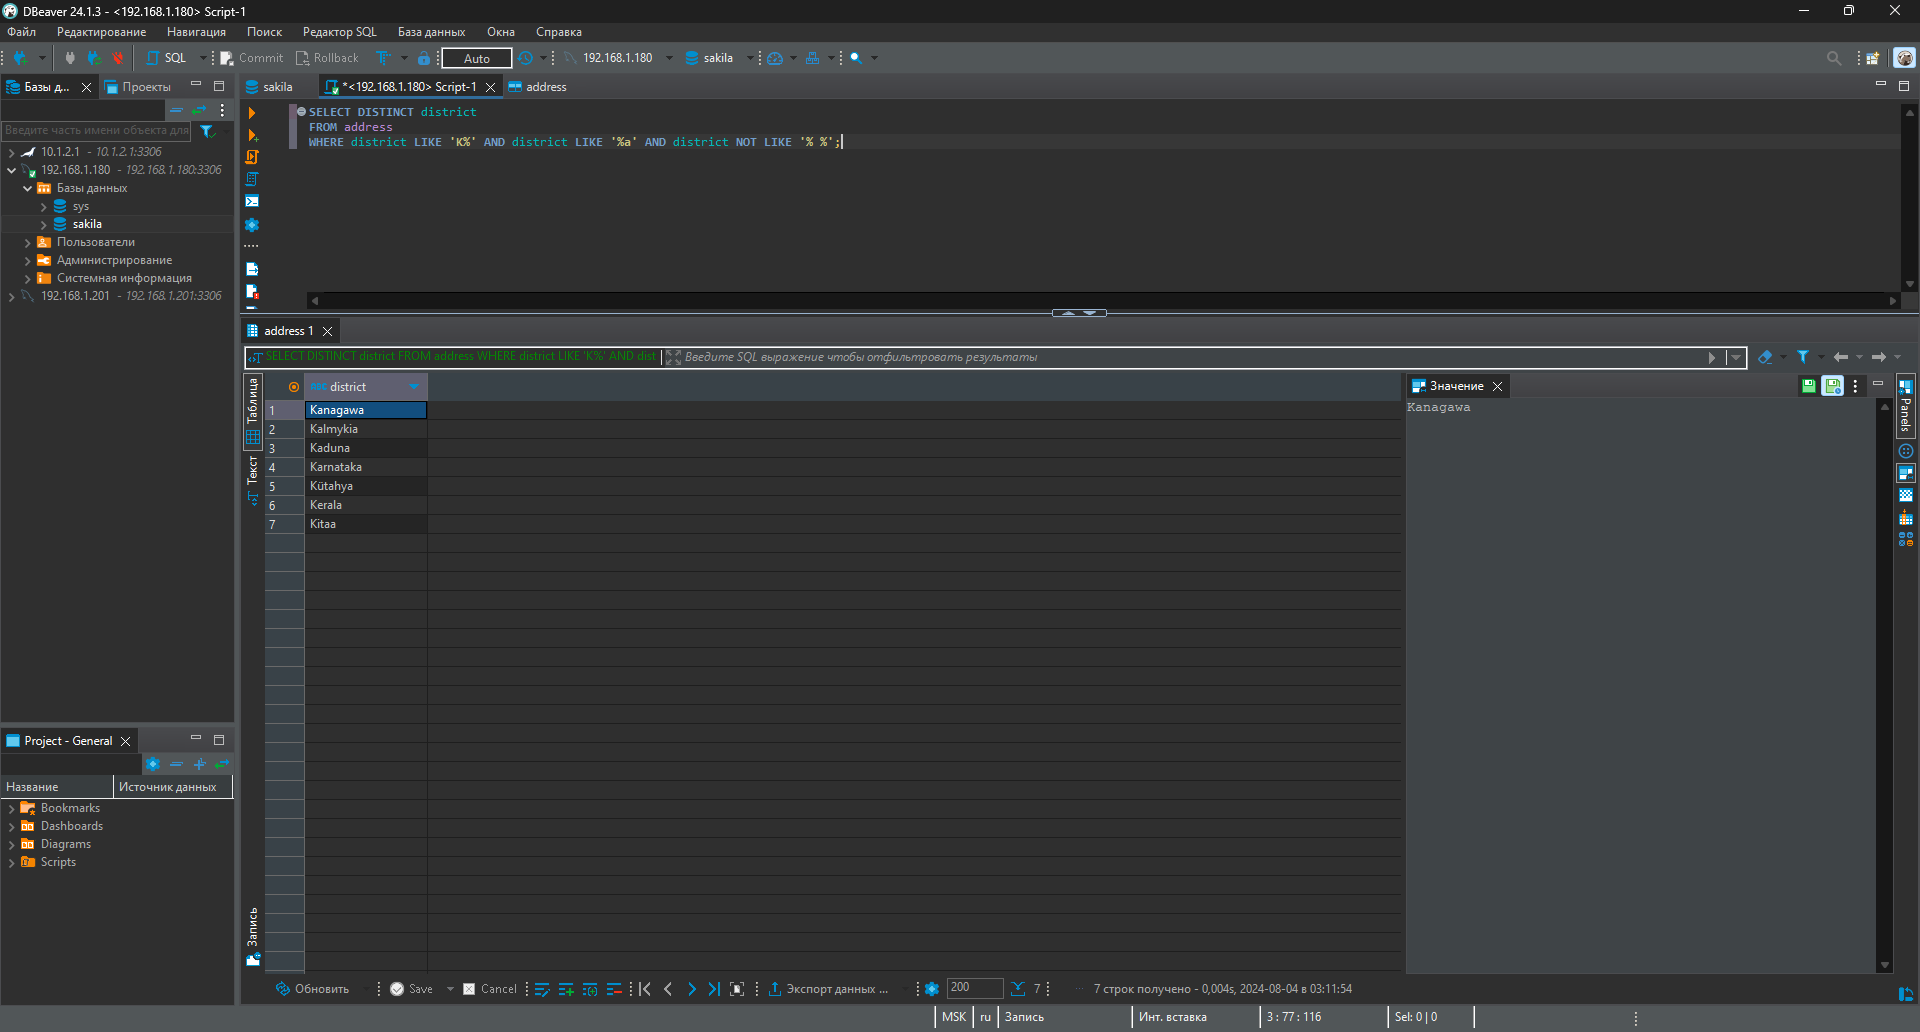 DBeaver 24.1.3 - <192.168.1.180> Script-1
Файл Редактирование Навигация Поиск Редактор SQL База данных Окна Справка
SQL Commit Rollback Auto 192.168.1.180 sakila
Базы д... Проекты
sakila *<192.168.1.180> Script-1 address
Введите часть имени объекта для
10.1.2.1 - 10.1.2.1:3306
192.168.1.180 - 192.168.1.180:3306
Базы данных
sys
sakila
Пользователи
Администрирование
Системная информация
192.168.1.201 - 192.168.1.201:3306
SELECT DISTINCT district
FROM address
WHERE district LIKE 'K%' AND district LIKE '%a' AND district NOT LIKE '% %';
address 1
SELECT DISTINCT district FROM address WHERE district LIKE 'K%' AND dist
Введите SQL выражение чтобы отфильтровать результаты
Таблица
Текст
Запись
district
1 Kanagawa
2 Kalmykia
3 Kaduna
4 Karnataka
5 Kütahya
6 Kerala
7 Kitaa
Значение
Kanagawa
Panels
Project - General
Название Источник данных
Bookmarks
Dashboards
Diagrams
Scripts
Обновить Save Cancel Экспорт данных ... 200 7 7 строк получено - 0,004s, 2024-08-04 в 03:11:54
MSK ru Запись Инт. вставка 3 : 77 : 116 Sel: 0 | 0